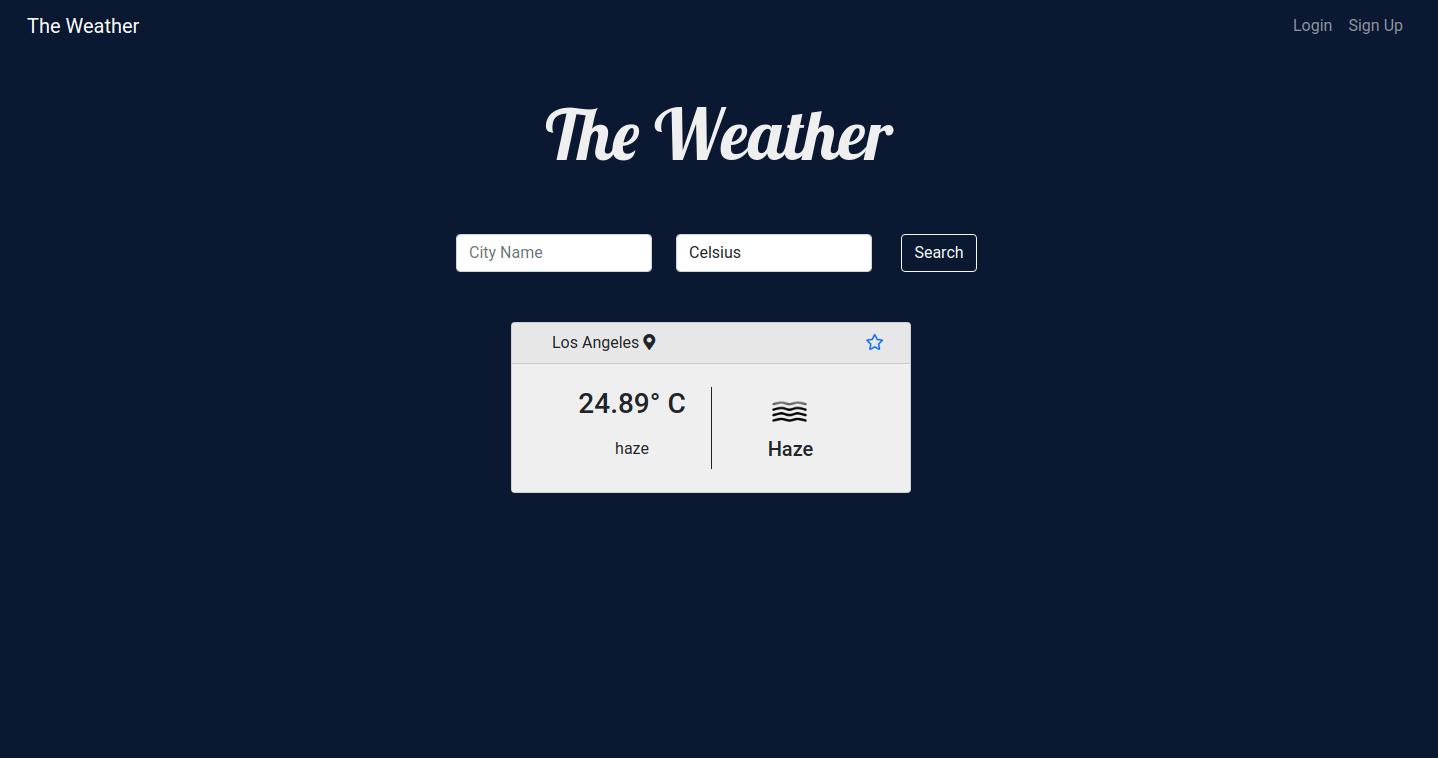 The Weather
Login Sign Up
The Weather
City Name Celsius Search
Los Angeles
24.89° C
haze
Haze